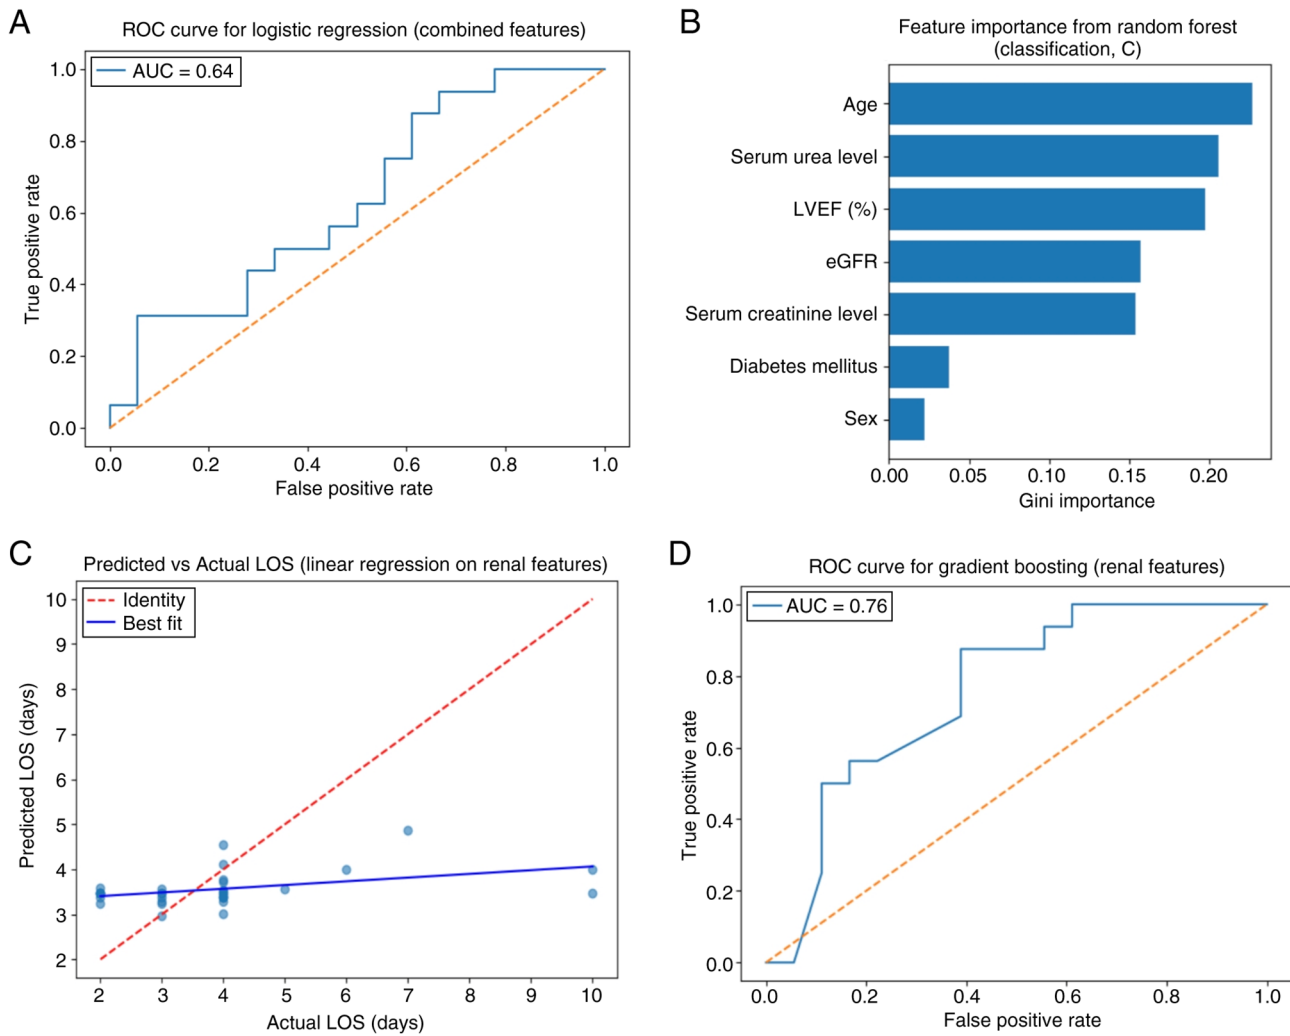 A
ROC curve for logistic regression (combined features)
AUC = 0.64
1.0
0.8
0.6
0.4
0.2
0.0
True positive rate
0.0 0.2 0.4 0.6 0.8 1.0
False positive rate
B
Feature importance from random forest
(classification, C)
Age
Serum urea level
LVEF (%)
eGFR
Serum creatinine level
Diabetes mellitus
Sex
0.00 0.05 0.10 0.15 0.20
Gini importance
C
Predicted vs Actual LOS (linear regression on renal features)
Identity
Best fit
10
9
8
7
6
5
4
3
2
Predicted LOS (days)
2 3 4 5 6 7 8 9 10
Actual LOS (days)
D
ROC curve for gradient boosting (renal features)
AUC = 0.76
1.0
0.8
0.6
0.4
0.2
0.0
True positive rate
0.0 0.2 0.4 0.6 0.8 1.0
False positive rate